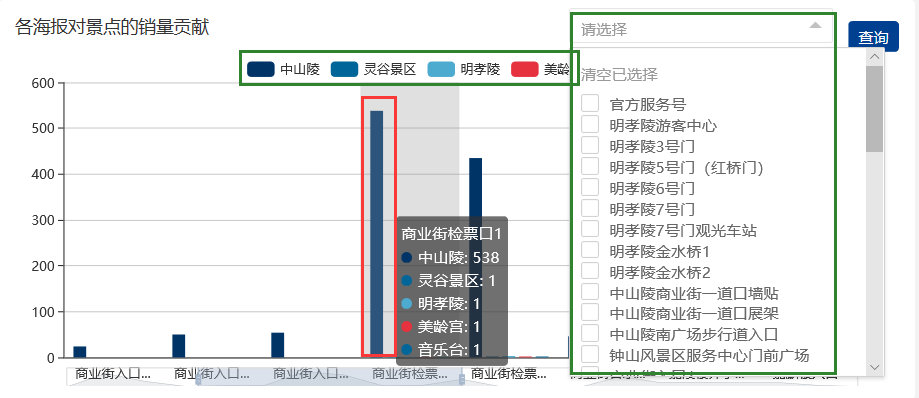 各海报对景点的销量贡献
请选择
查询
中山陵
灵谷景区
明孝陵
美龄
清空已选择
官方服务号
明孝陵游客中心
明孝陵3号门
明孝陵5号门（红桥门）
明孝陵6号门
明孝陵7号门
明孝陵7号门观光车站
明孝陵金水桥1
明孝陵金水桥2
中山陵商业街一道口墙贴
中山陵商业街一道口展架
中山陵南广场步行道入口
钟山风景区服务中心门前广场
600
500
400
300
200
100
0
商业街检票口1
中山陵: 538
灵谷景区: 1
明孝陵: 1
美龄宫: 1
音乐台: 1
商业街入口...
商业街入口...
商业街入口...
商业街检票...
商业街检票...